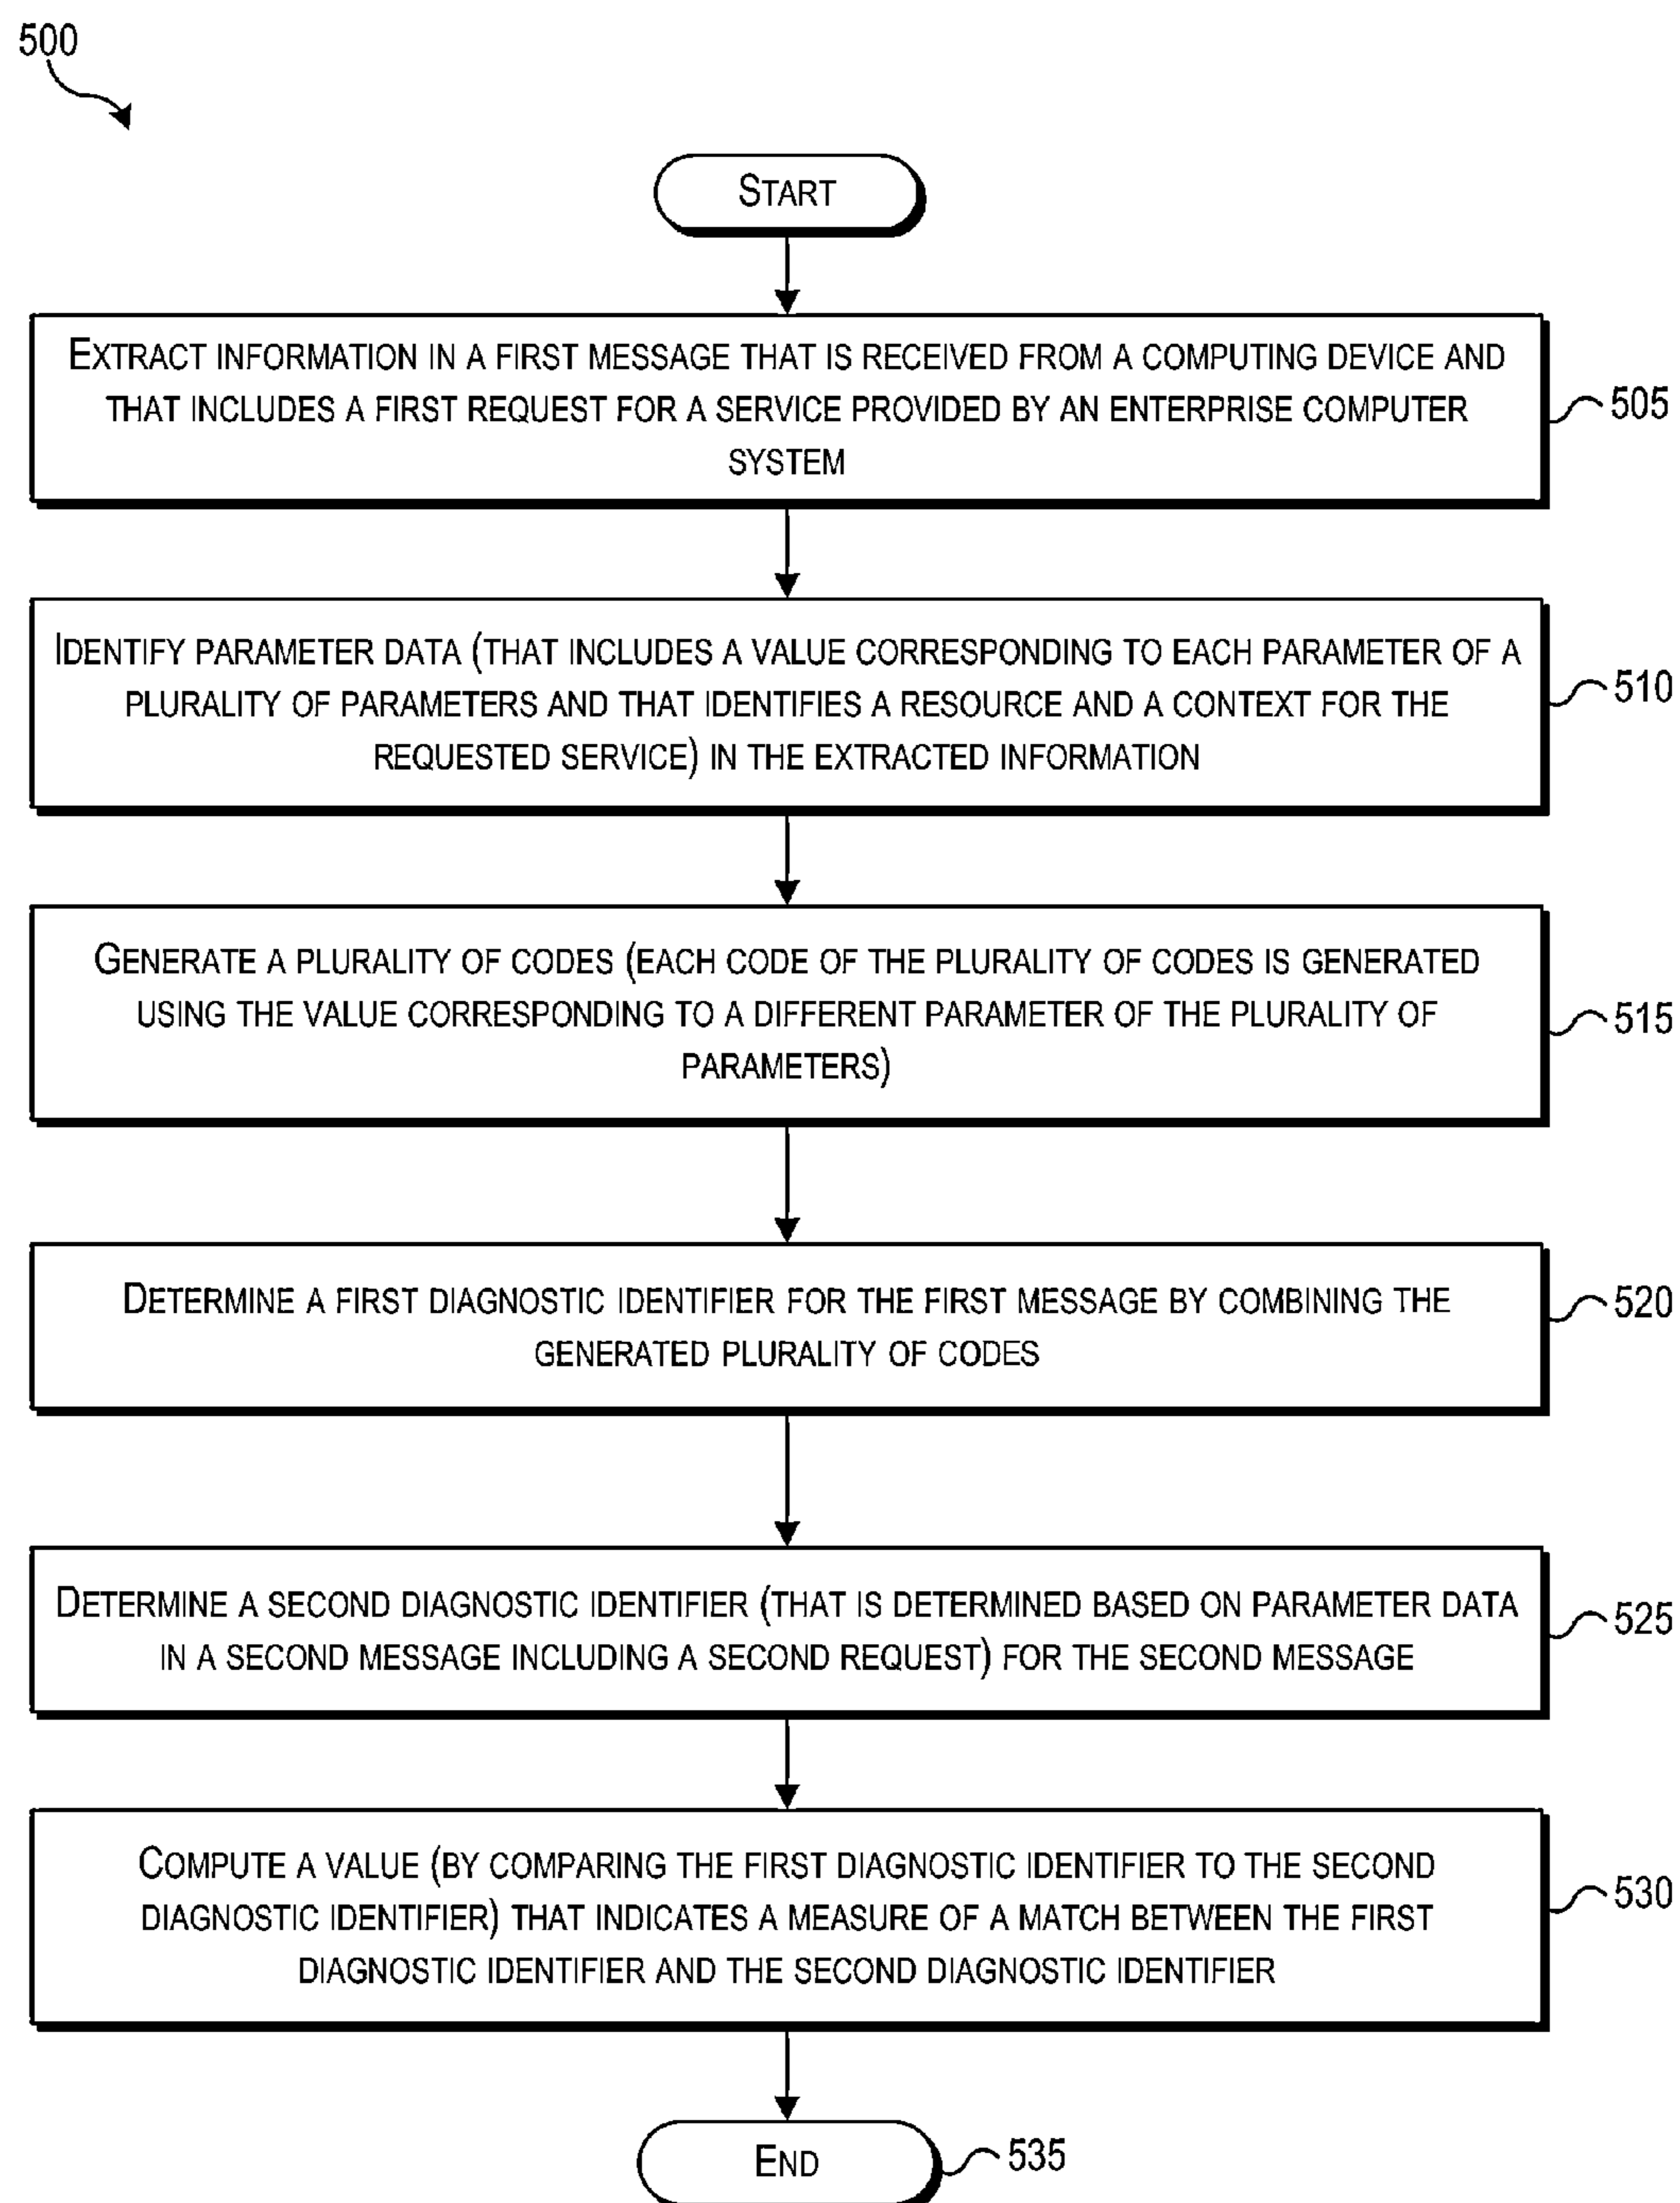 500
START
EXTRACT INFORMATION IN A FIRST MESSAGE THAT IS RECEIVED FROM A COMPUTING DEVICE AND
THAT INCLUDES A FIRST REQUEST FOR A SERVICE PROVIDED BY AN ENTERPRISE COMPUTER
SYSTEM
505
IDENTIFY PARAMETER DATA (THAT INCLUDES A VALUE CORRESPONDING TO EACH PARAMETER OF A
PLURALITY OF PARAMETERS AND THAT IDENTIFIES A RESOURCE AND A CONTEXT FOR THE
REQUESTED SERVICE) IN THE EXTRACTED INFORMATION
510
GENERATE A PLURALITY OF CODES (EACH CODE OF THE PLURALITY OF CODES IS GENERATED
USING THE VALUE CORRESPONDING TO A DIFFERENT PARAMETER OF THE PLURALITY OF
PARAMETERS)
515
DETERMINE A FIRST DIAGNOSTIC IDENTIFIER FOR THE FIRST MESSAGE BY COMBINING THE
GENERATED PLURALITY OF CODES
520
DETERMINE A SECOND DIAGNOSTIC IDENTIFIER (THAT IS DETERMINED BASED ON PARAMETER DATA
IN A SECOND MESSAGE INCLUDING A SECOND REQUEST) FOR THE SECOND MESSAGE
525
COMPUTE A VALUE (BY COMPARING THE FIRST DIAGNOSTIC IDENTIFIER TO THE SECOND
DIAGNOSTIC IDENTIFIER) THAT INDICATES A MEASURE OF A MATCH BETWEEN THE FIRST
DIAGNOSTIC IDENTIFIER AND THE SECOND DIAGNOSTIC IDENTIFIER
530
END
535